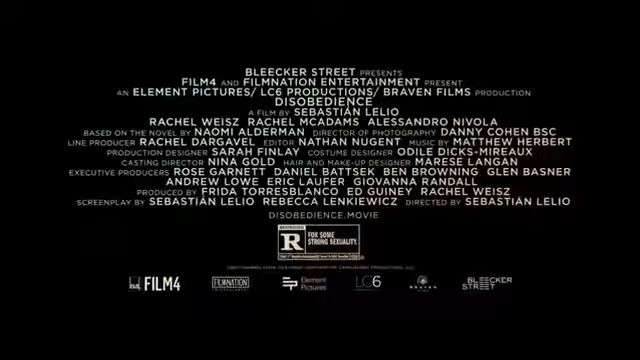 BLEECKER STREET PRESENTS
FILM4 AND FILMNATION ENTERTAINMENT PRESENT
AN ELEMENT PICTURES/ LC6 PRODUCTIONS/ BRAVEN FILMS PRODUCTION
DISOBEDIENCE
A FILM BY SEBASTIÁN LELIO
RACHEL WEISZ RACHEL MCADAMS ALESSANDRO NIVOLA
BASED ON THE NOVEL BY NAOMI ALDERMAN DIRECTOR OF PHOTOGRAPHY DANNY COHEN BSC
LINE PRODUCER RACHEL DARGAVEL EDITOR NATHAN NUGENT MUSIC BY MATTHEW HERBERT
PRODUCTION DESIGNER SARAH FINLAY COSTUME DESIGNER ODILE DICKS-MIREAUX
CASTING DIRECTOR NINA GOLD HAIR AND MAKE-UP DESIGNER MARESE LANGAN
EXECUTIVE PRODUCERS ROSE GARNETT DANIEL BATTSEK BEN BROWNING GLEN BASNER
ANDREW LOWE ERIC LAUFER GIOVANNA RANDALL
PRODUCED BY FRIDA TORRESBLANCO ED GUINEY RACHEL WEISZ
SCREENPLAY BY SEBASTIÁN LELIO REBECCA LENKIEWICZ DIRECTED BY SEBASTIÁN LELIO
DISOBEDIENCE.MOVIE
RESTRICTED
R FOR SOME
STRONG SEXUALITY.
FILM4 FILMNATION Element Pictures LC6 BRAVEN BLEECKER STREET